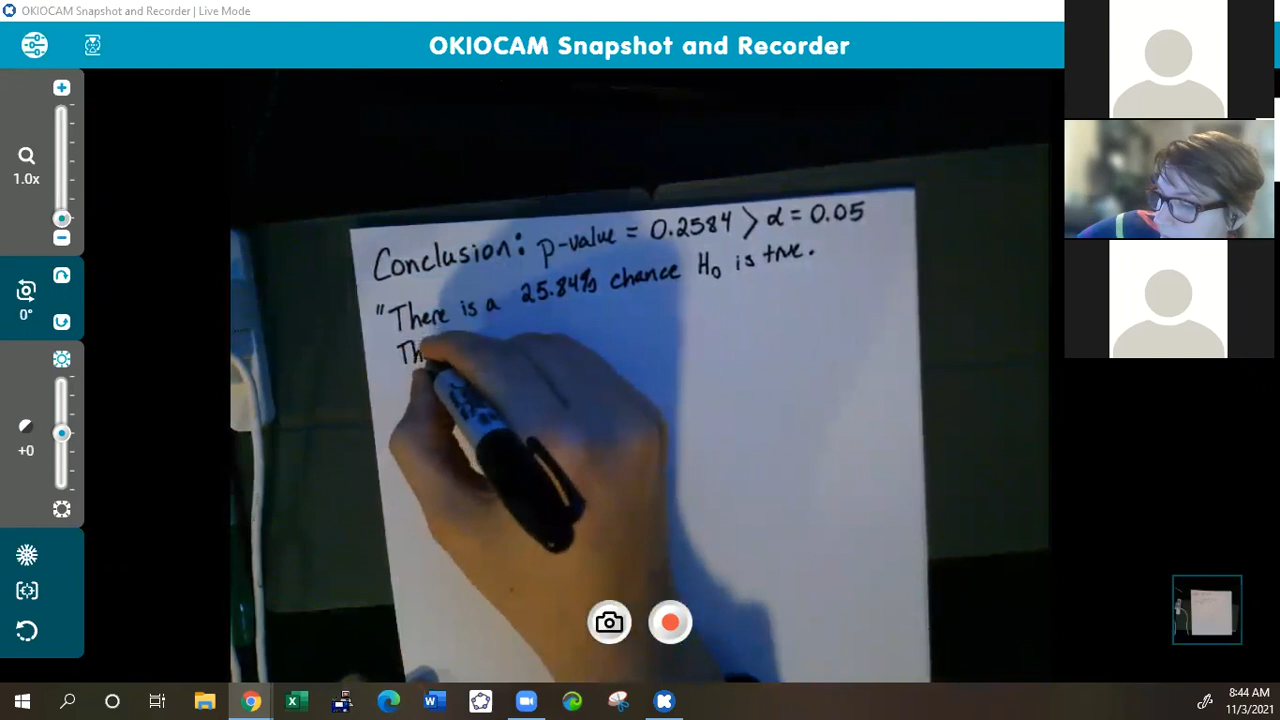 OKIOCAM Snapshot and Recorder | Live Mode
OKIOCAM Snapshot and Recorder
1.0x
0°
+0
Conclusion: p-value = 0.2584 > α = 0.05
"There is a 25.84% chance H₀ is true.
Th
8:44 AM
11/3/2021